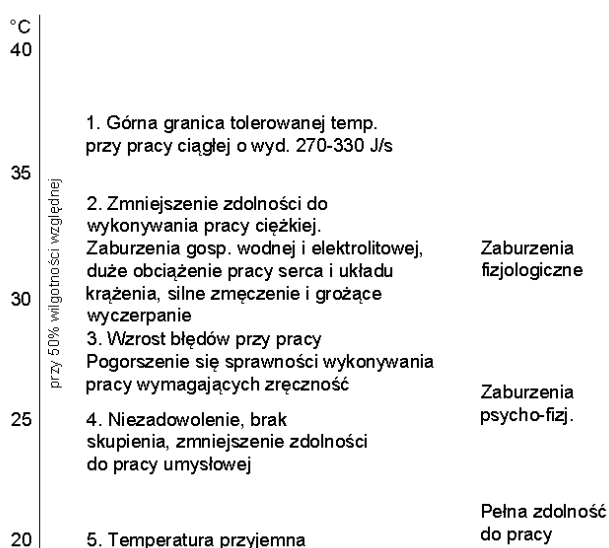 °C
40
1. Górna granica tolerowanej temp.
przy pracy ciągłej o wyd. 270-330 J/s
35
przy 50% wilgotności względnej
2. Zmniejszenie zdolności do
wykonywania pracy ciężkiej.
Zaburzenia gosp. wodnej i elektrolitowej,
duże obciążenie pracy serca i układu
krążenia, silne zmęczenie i grożące
wyczerpanie
Zaburzenia
fizjologiczne
30
3. Wzrost błędów przy pracy
Pogorszenie się sprawności wykonywania
pracy wymagających zręczność
Zaburzenia
psycho-fizj.
25
4. Niezadowolenie, brak
skupienia, zmniejszenie zdolności
do pracy umysłowej
Pełna zdolność
do pracy
20
5. Temperatura przyjemna